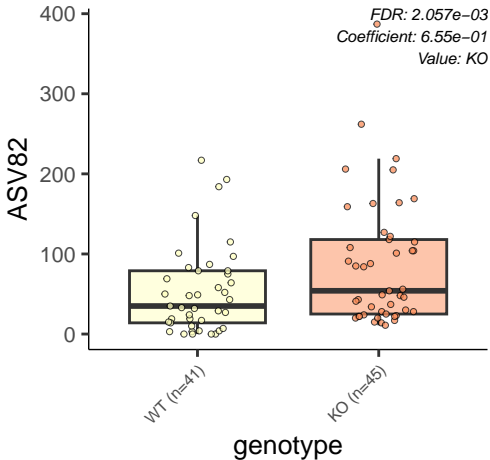 FDR: 2.057e−03
Coefficient: 6.55e−01
Value: KO
400
300
200
100
0
ASV82
WT (n=41)
KO (n=45)
genotype